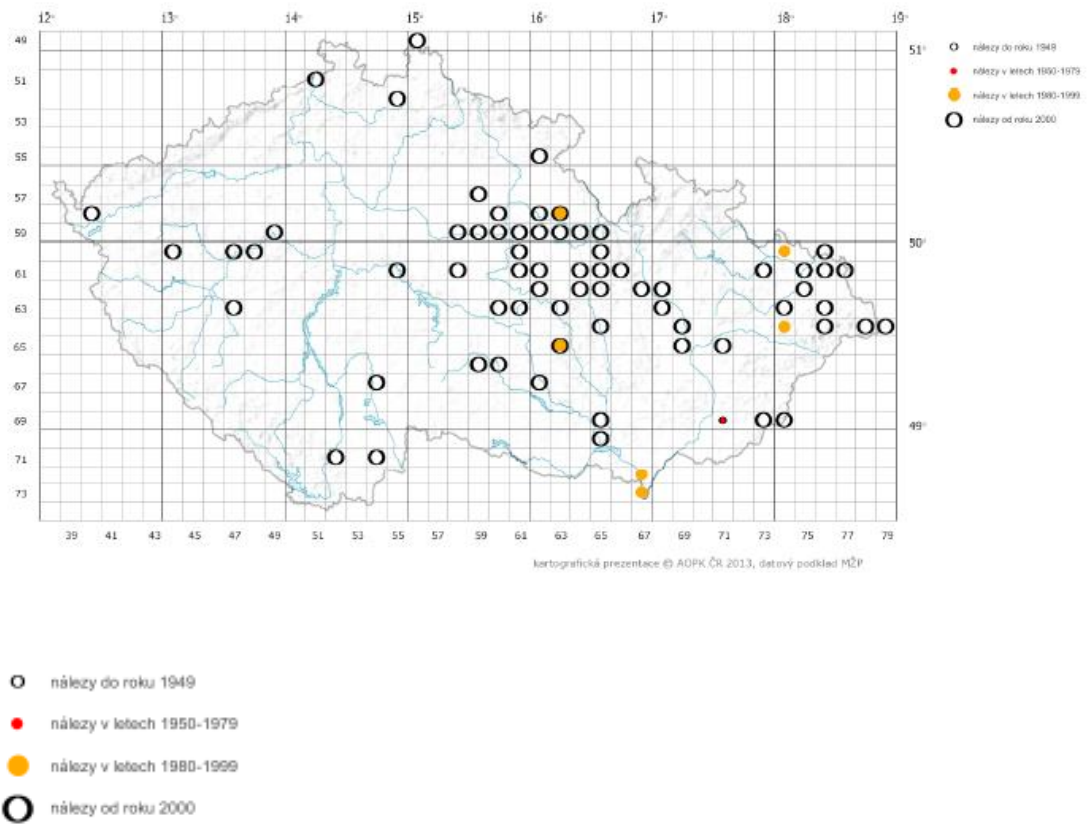 12° 13° 14° 15° 16° 17° 18° 19°
49
51
53
55
57
59
61
63
65
67
69
71
73
51°
50°
49°
39 41 43 45 47 49 51 53 55 57 59 61 63 65 67 69 71 73 75 77 79
nálezy do roku 1949
nálezy v letech 1950-1979
nálezy v letech 1980-1999
nálezy od roku 2000
kartografická prezentace © AOPK ČR 2013, datový podklad MŽP
nálezy do roku 1949
nálezy v letech 1950-1979
nálezy v letech 1980-1999
nálezy od roku 2000